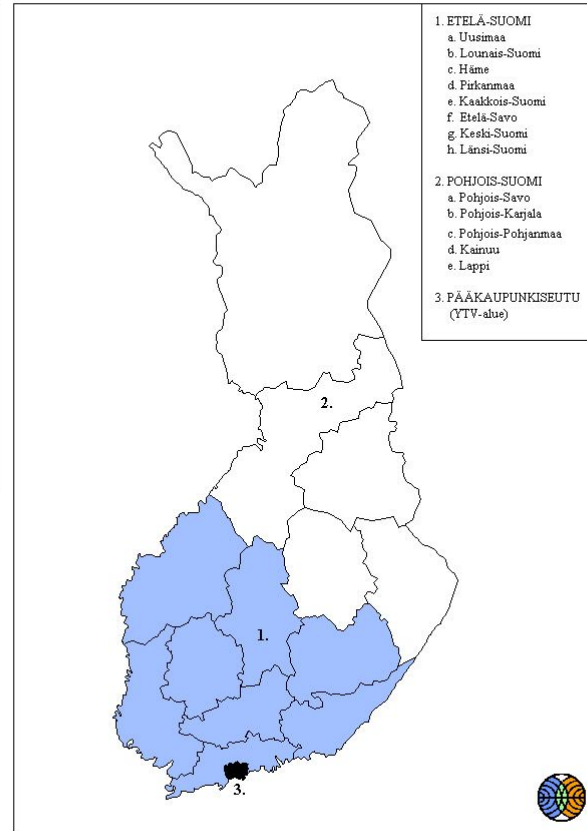 1. ETELÄ-SUOMI
a. Uusimaa
b. Lounais-Suomi
c. Häme
d. Pirkanmaa
e. Kaakkois-Suomi
f. Etelä-Savo
g. Keski-Suomi
h. Länsi-Suomi
2. POHJOIS-SUOMI
a. Pohjois-Savo
b. Pohjois-Karjala
c. Pohjois-Pohjanmaa
d. Kainuu
e. Lappi
3. PÄÄKAUPUNKISEUTU
(YTV-alue)
2.
1.
3.